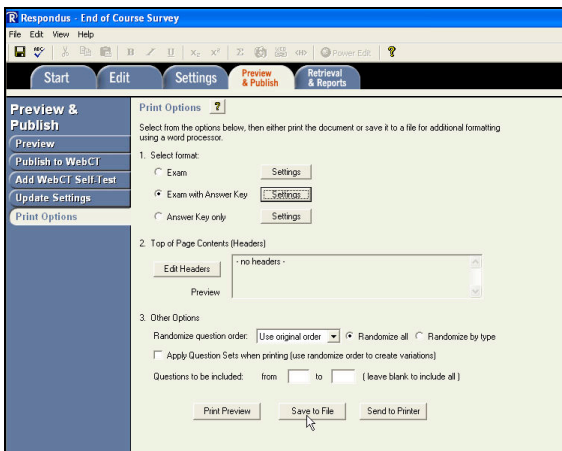 Respondus - End of Course Survey
File Edit View Help
B I U X₂ X² Σ Power Edit ?
Start Edit Settings Preview & Publish Retrieval & Reports
Preview & Publish
Preview
Publish to WebCT
Add WebCT Self-Test
Update Settings
Print Options
Print Options ?
Select from the options below, then either print the document or save it to a file for additional formatting
using a word processor.
1. Select format:
Exam Settings
Exam with Answer Key Settings
Answer Key only Settings
2. Top of Page Contents (Headers)
Edit Headers - no headers -
Preview
3. Other Options
Randomize question order: Use original order Randomize all Randomize by type
Apply Question Sets when printing (use randomize order to create variations)
Questions to be included: from to ( leave blank to include all )
Print Preview Save to File Send to Printer